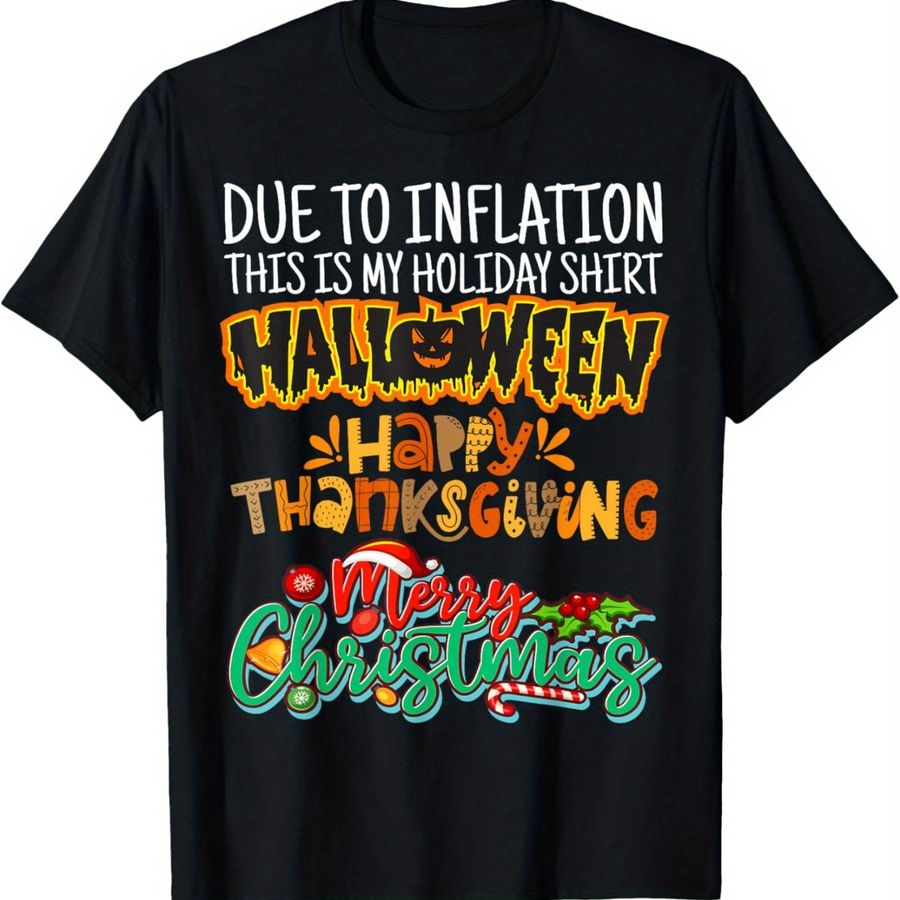 DUE TO INFLATION
THIS IS MY HOLIDAY SHIRT
HALLOWEEN
HAPPY
THANKSGIVING
Merry
Christmas